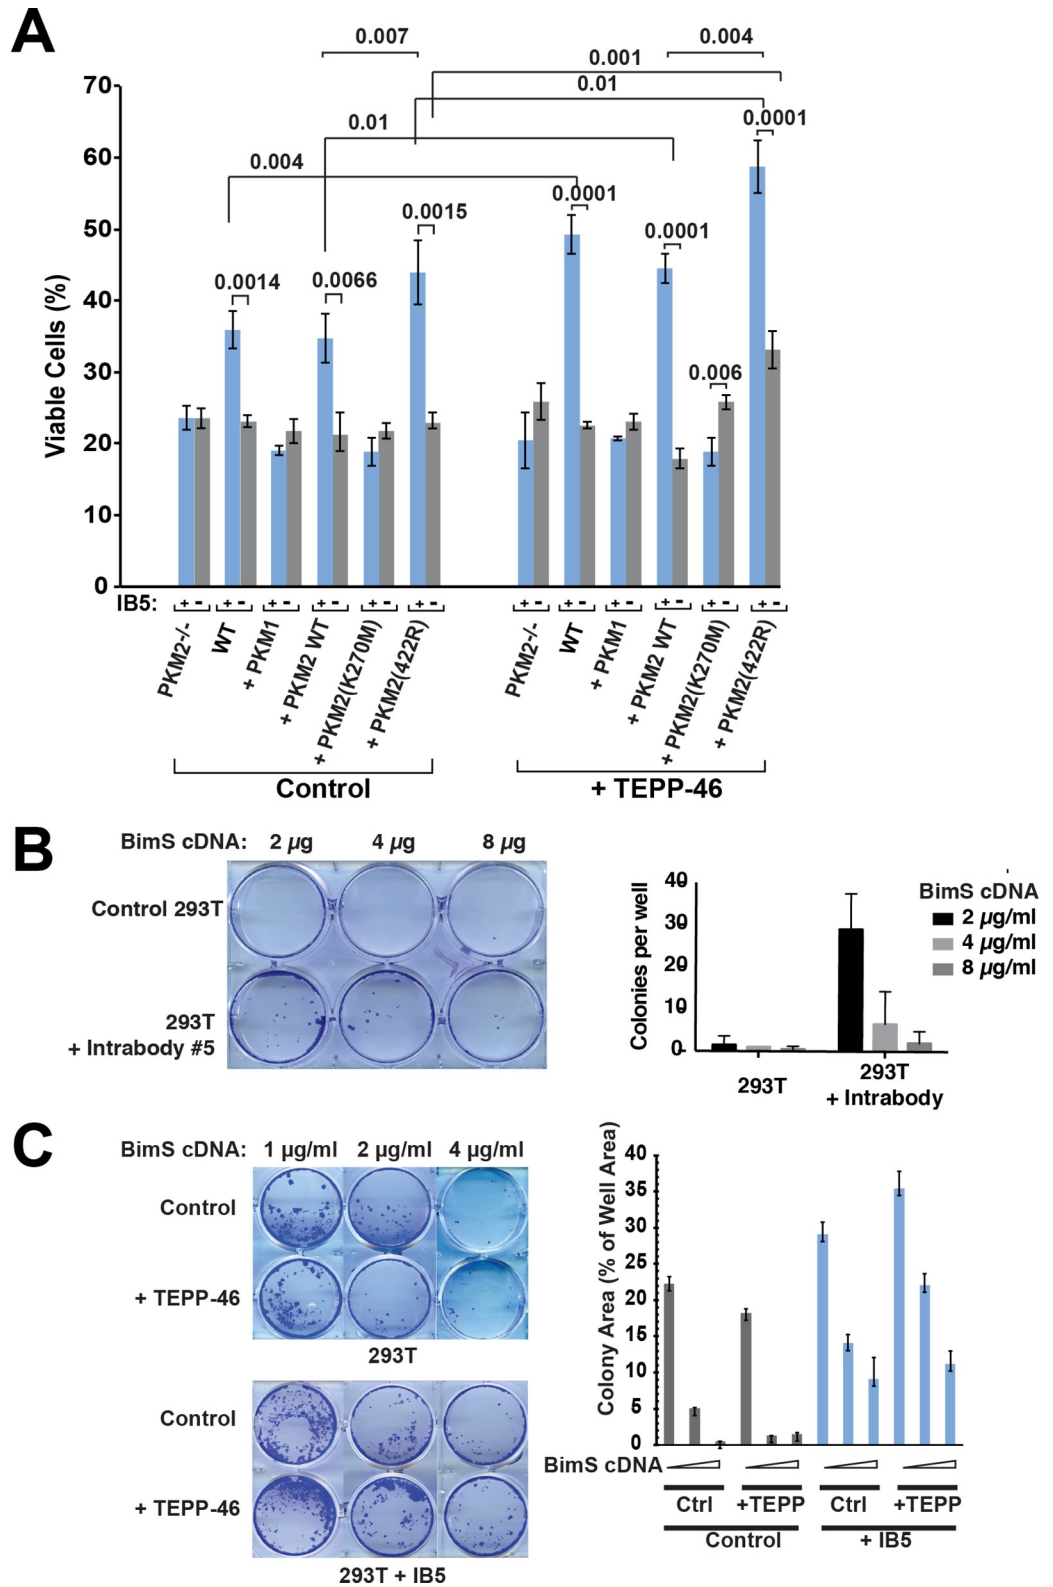 A
0.007
0.004
0.001
0.01
0.0001
0.01
0.004
0.0001
0.0015
0.0001
0.0014
0.0066
0.006
Viable Cells (%)
70
60
50
40
30
20
10
0
IB5: + - + - + - + - + - + - + - + - + - + - + - + -
PKM2-/-
WT
+ PKM1
+ PKM2 WT
+ PKM2(K270M)
+ PKM2(422R)
PKM2-/-
WT
+ PKM1
+ PKM2 WT
+ PKM2(K270M)
+ PKM2(422R)
Control
+ TEPP-46
B
BimS cDNA: 2 µg 4 µg 8 µg
Control 293T
293T
+ Intrabody #5
Colonies per well
40
30
20
10
0
BimS cDNA
2 µg/ml
4 µg/ml
8 µg/ml
293T
293T
+ Intrabody
C
BimS cDNA: 1 µg/ml 2 µg/ml 4 µg/ml
Control
+ TEPP-46
293T
Control
+ TEPP-46
293T + IB5
Colony Area (% of Well Area)
40
35
30
25
20
15
10
5
0
BimS cDNA
Ctrl +TEPP Ctrl +TEPP
Control + IB5